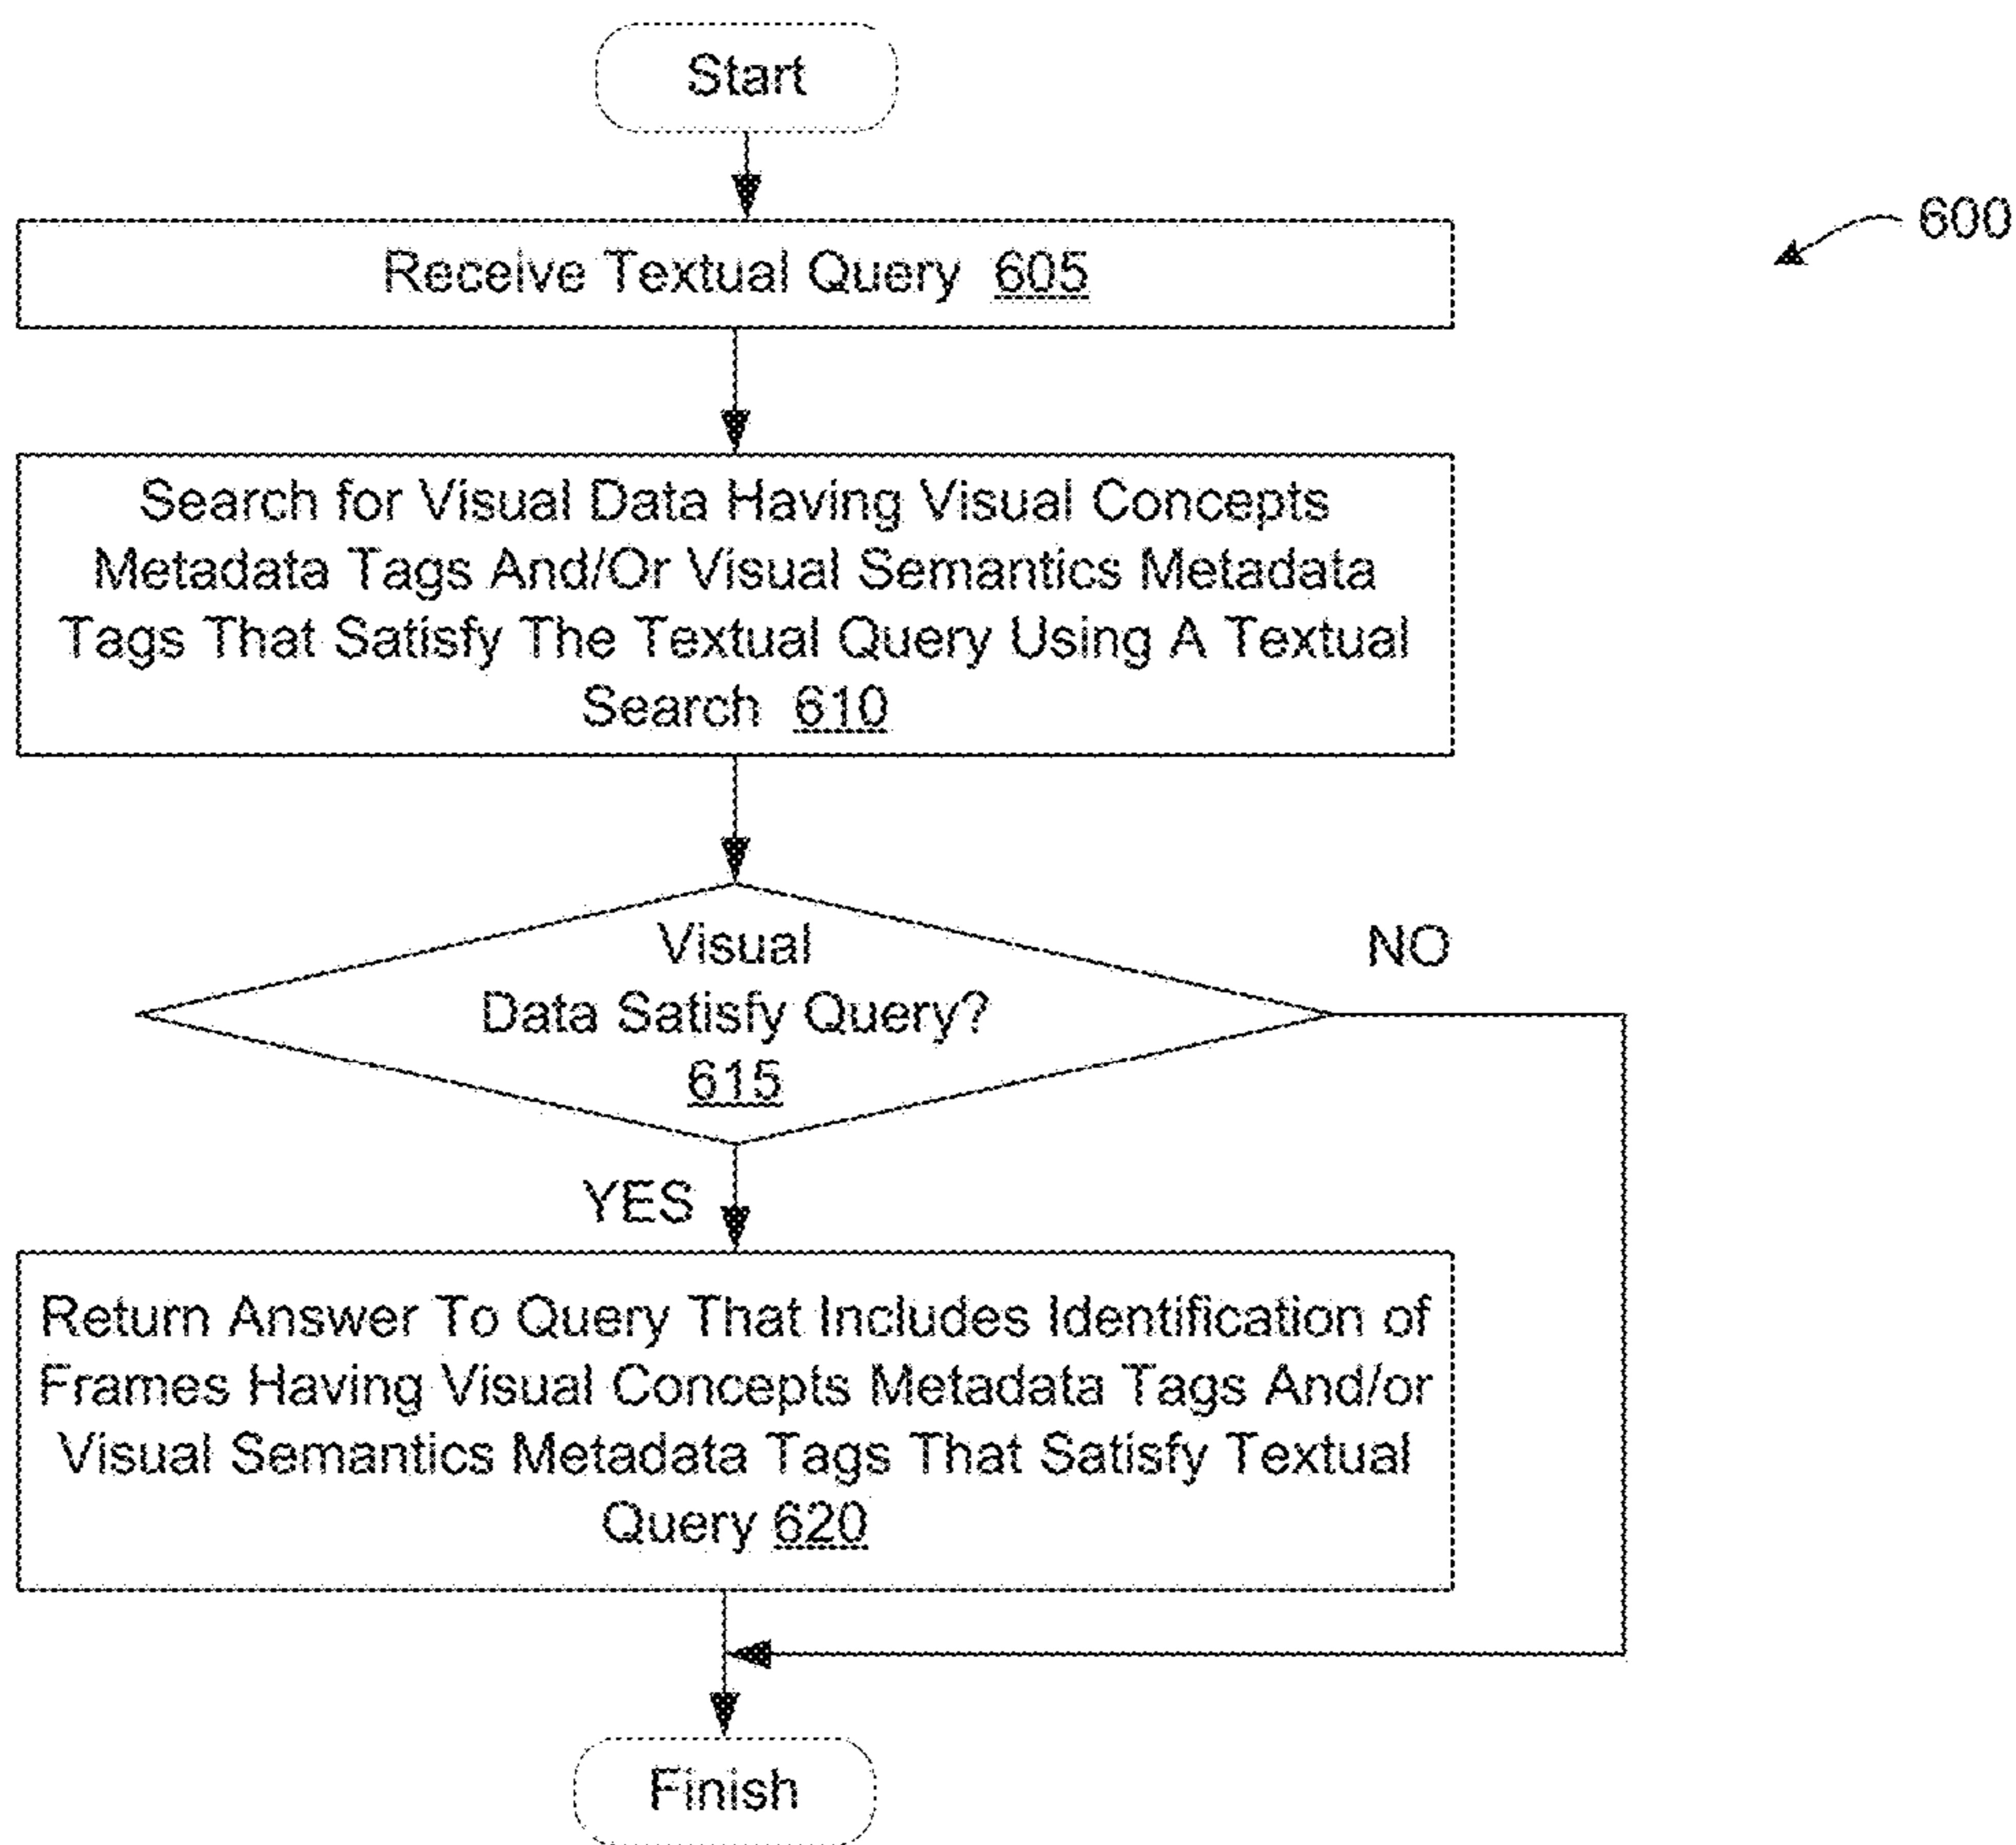 Start
600
Receive Textual Query 605
Search for Visual Data Having Visual Concepts
Metadata Tags And/Or Visual Semantics Metadata
Tags That Satisfy The Textual Query Using A Textual
Search 610
Visual
Data Satisfy Query?
615
NO
YES
Return Answer To Query That Includes Identification of
Frames Having Visual Concepts Metadata Tags And/or
Visual Semantics Metadata Tags That Satisfy Textual
Query 620
Finish